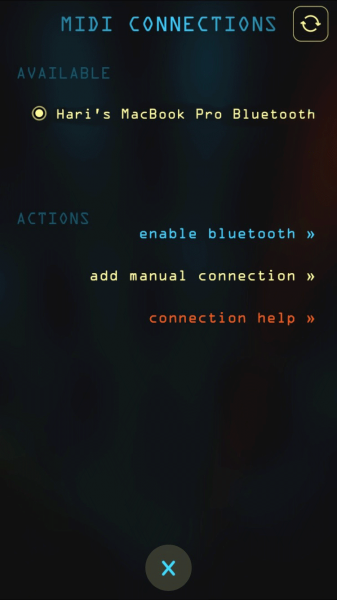 MIDI CONNECTIONS
AVAILABLE
Hari's MacBook Pro Bluetooth
ACTIONS
enable bluetooth »
add manual connection »
connection help »